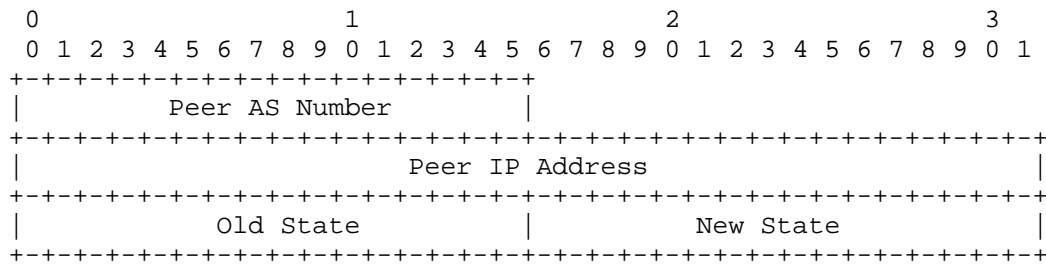 0                   1                   2                   3
 0 1 2 3 4 5 6 7 8 9 0 1 2 3 4 5 6 7 8 9 0 1 2 3 4 5 6 7 8 9 0 1
+-+-+-+-+-+-+-+-+-+-+-+-+-+-+-+-+
|         Peer AS Number        |
+-+-+-+-+-+-+-+-+-+-+-+-+-+-+-+-+-+-+-+-+-+-+-+-+-+-+-+-+-+-+-+-+
|                        Peer IP Address                        |
+-+-+-+-+-+-+-+-+-+-+-+-+-+-+-+-+-+-+-+-+-+-+-+-+-+-+-+-+-+-+-+-+
|            Old State          |          New State            |
+-+-+-+-+-+-+-+-+-+-+-+-+-+-+-+-+-+-+-+-+-+-+-+-+-+-+-+-+-+-+-+-+